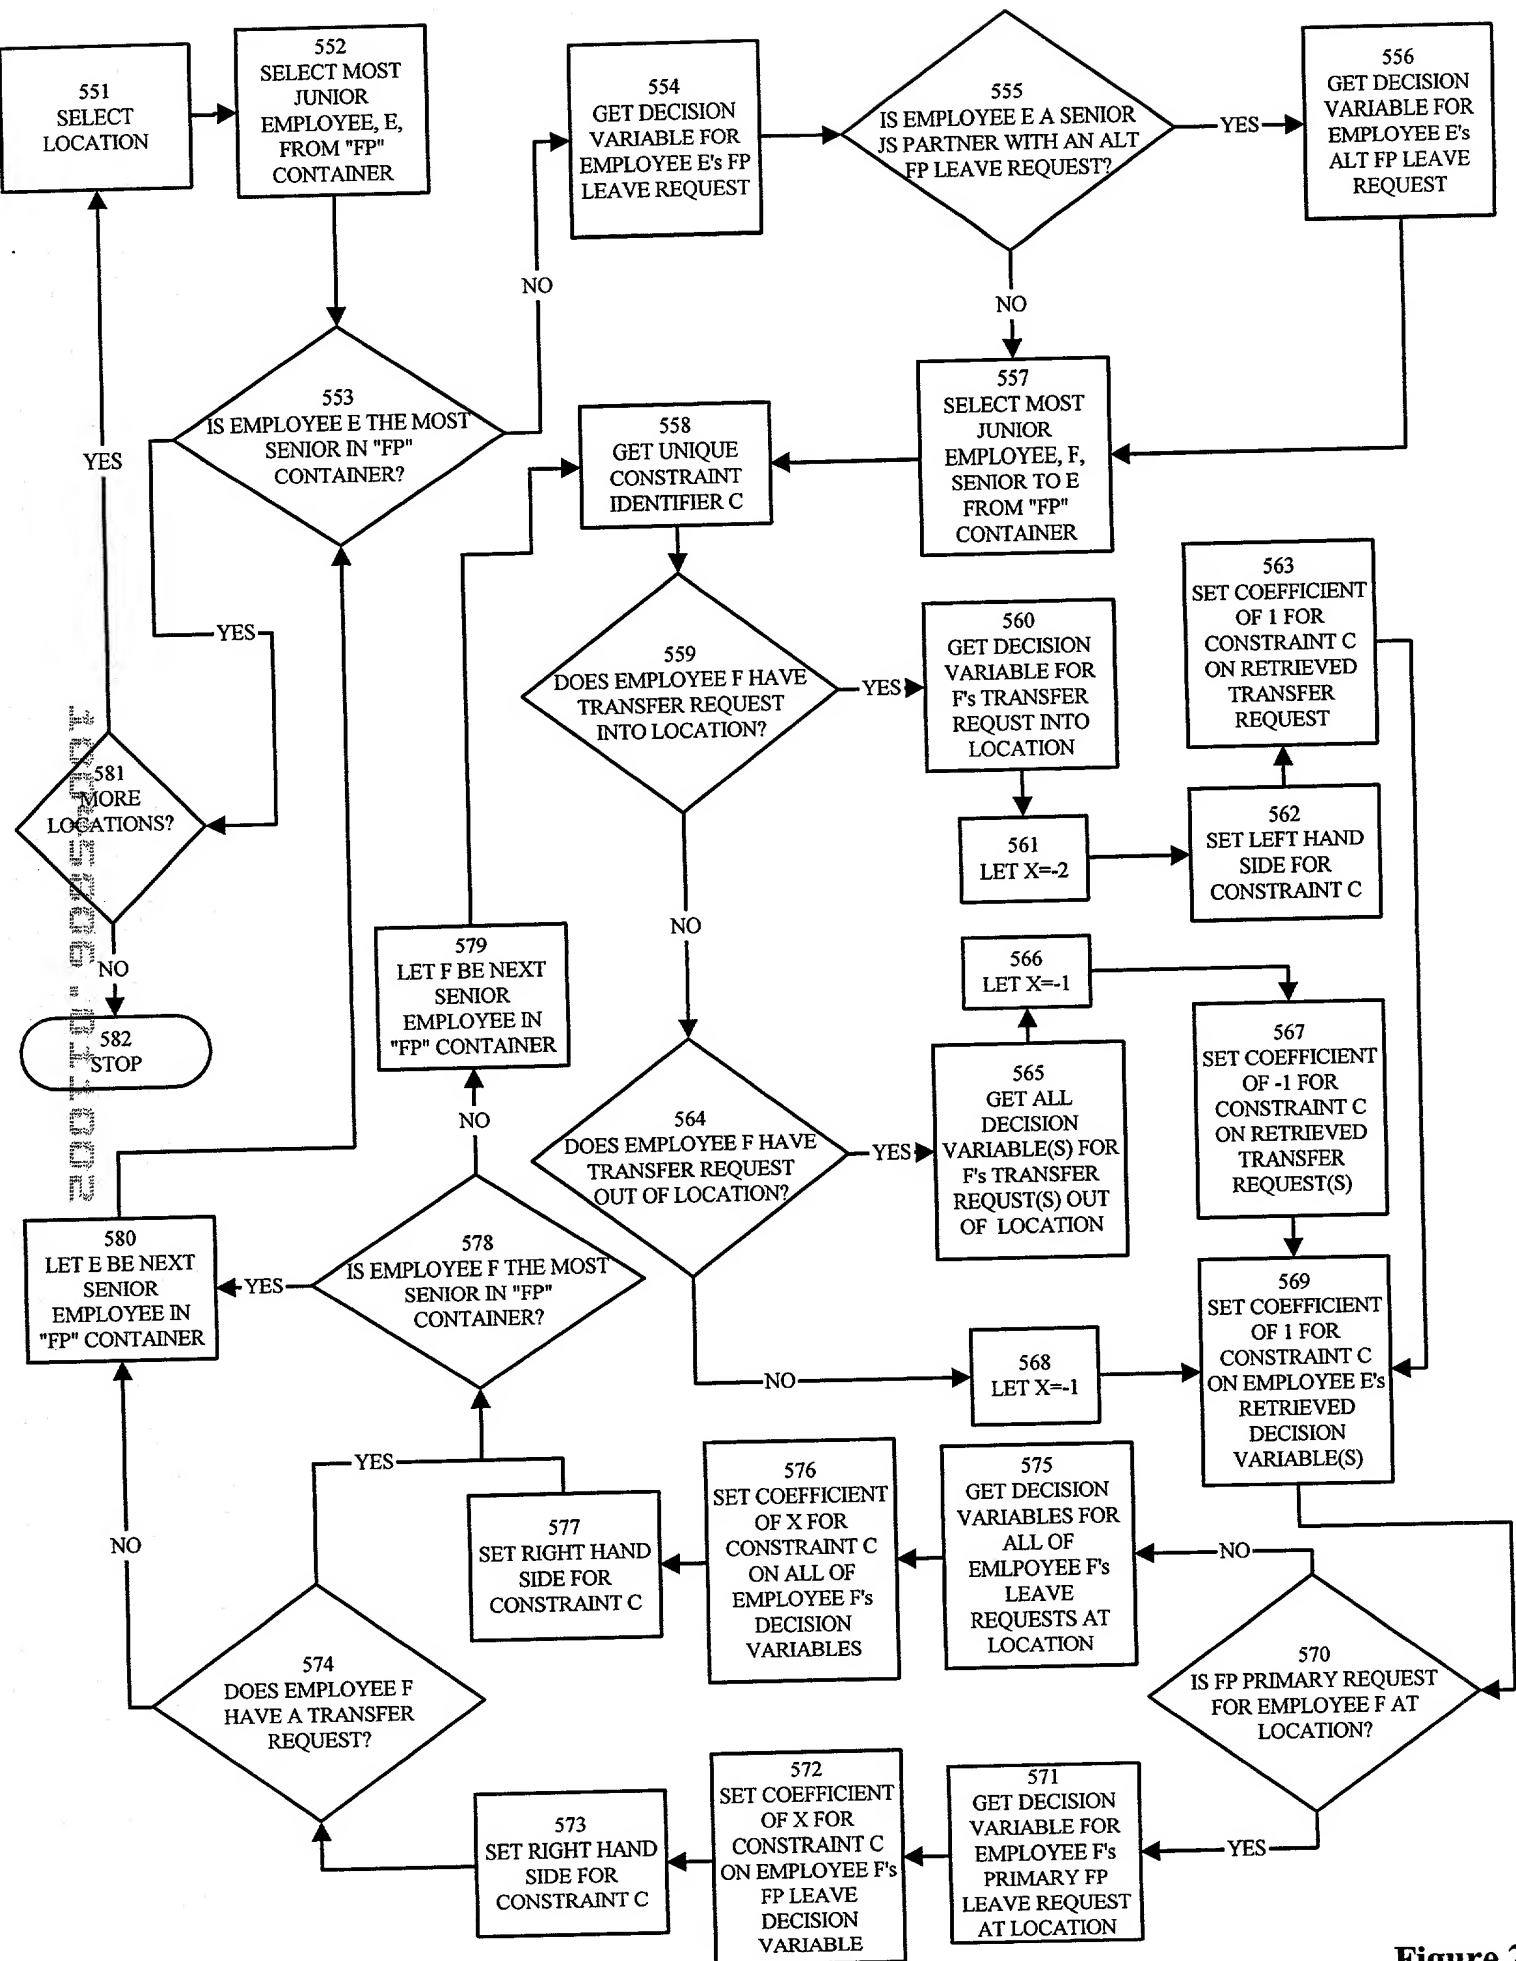 551
SELECT
LOCATION
552
SELECT MOST
JUNIOR
EMPLOYEE, E,
FROM "FP"
CONTAINER
554
GET DECISION
VARIABLE FOR
EMPLOYEE E's FP
LEAVE REQUEST
555
IS EMPLOYEE E A SENIOR
JS PARTNER WITH AN ALT
FP LEAVE REQUEST?
YES
556
GET DECISION
VARIABLE FOR
EMPLOYEE E's
ALT FP LEAVE
REQUEST
NO
NO
553
IS EMPLOYEE E THE MOST
SENIOR IN "FP"
CONTAINER?
YES
YES
557
SELECT MOST
JUNIOR
EMPLOYEE, F,
SENIOR TO E
FROM "FP"
CONTAINER
558
GET UNIQUE
CONSTRAINT
IDENTIFIER C
559
DOES EMPLOYEE F HAVE
TRANSFER REQUEST
INTO LOCATION?
YES
560
GET DECISION
VARIABLE FOR
F's TRANSFER
REQUST INTO
LOCATION
563
SET COEFFICIENT
OF 1 FOR
CONSTRAINT C
ON RETRIEVED
TRANSFER
REQUEST
561
LET X=-2
562
SET LEFT HAND
SIDE FOR
CONSTRAINT C
581
MORE
LOCATIONS?
NO
582
STOP
NO
579
LET F BE NEXT
SENIOR
EMPLOYEE IN
"FP" CONTAINER
NO
566
LET X=-1
567
SET COEFFICIENT
OF -1 FOR
CONSTRAINT C
ON RETRIEVED
TRANSFER
REQUEST(S)
564
DOES EMPLOYEE F HAVE
TRANSFER REQUEST
OUT OF LOCATION?
YES
565
GET ALL
DECISION
VARIABLE(S) FOR
F's TRANSFER
REQUST(S) OUT
OF LOCATION
580
LET E BE NEXT
SENIOR
EMPLOYEE IN
"FP" CONTAINER
YES
578
IS EMPLOYEE F THE MOST
SENIOR IN "FP"
CONTAINER?
NO
568
LET X=-1
569
SET COEFFICIENT
OF 1 FOR
CONSTRAINT C
ON EMPLOYEE E's
RETRIEVED
DECISION
VARIABLE(S)
YES
NO
577
SET RIGHT HAND
SIDE FOR
CONSTRAINT C
576
SET COEFFICIENT
OF X FOR
CONSTRAINT C
ON ALL OF
EMPLOYEE F's
DECISION
VARIABLES
575
GET DECISION
VARIABLES FOR
ALL OF
EMLPOYEE F's
LEAVE
REQUESTS AT
LOCATION
NO
570
IS FP PRIMARY REQUEST
FOR EMPLOYEE F AT
LOCATION?
YES
574
DOES EMPLOYEE F
HAVE A TRANSFER
REQUEST?
573
SET RIGHT HAND
SIDE FOR
CONSTRAINT C
572
SET COEFFICIENT
OF X FOR
CONSTRAINT C
ON EMPLOYEE F's
FP LEAVE
DECISION
VARIABLE
571
GET DECISION
VARIABLE FOR
EMPLOYEE F's
PRIMARY FP
LEAVE REQUEST
AT LOCATION
Figure